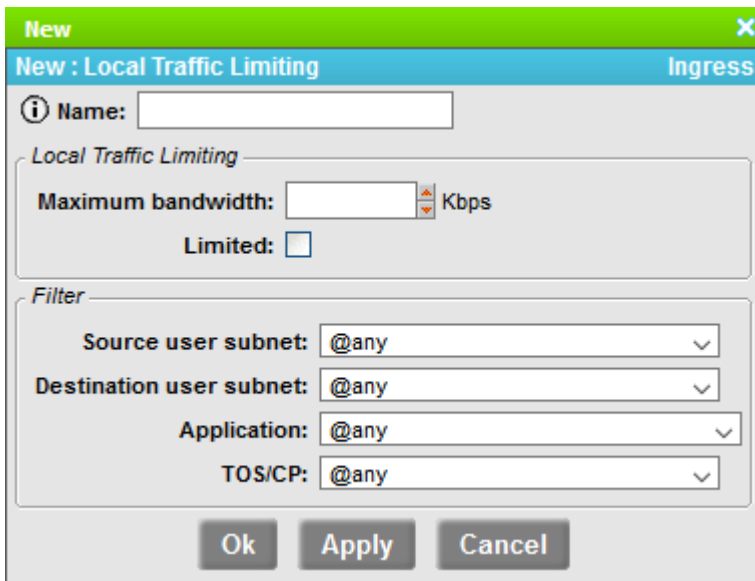 New
New : Local Traffic Limiting Ingress
Name:
Local Traffic Limiting
Maximum bandwidth: Kbps
Limited:
Filter
Source user subnet: @any
Destination user subnet: @any
Application: @any
TOS/CP: @any
Ok Apply Cancel